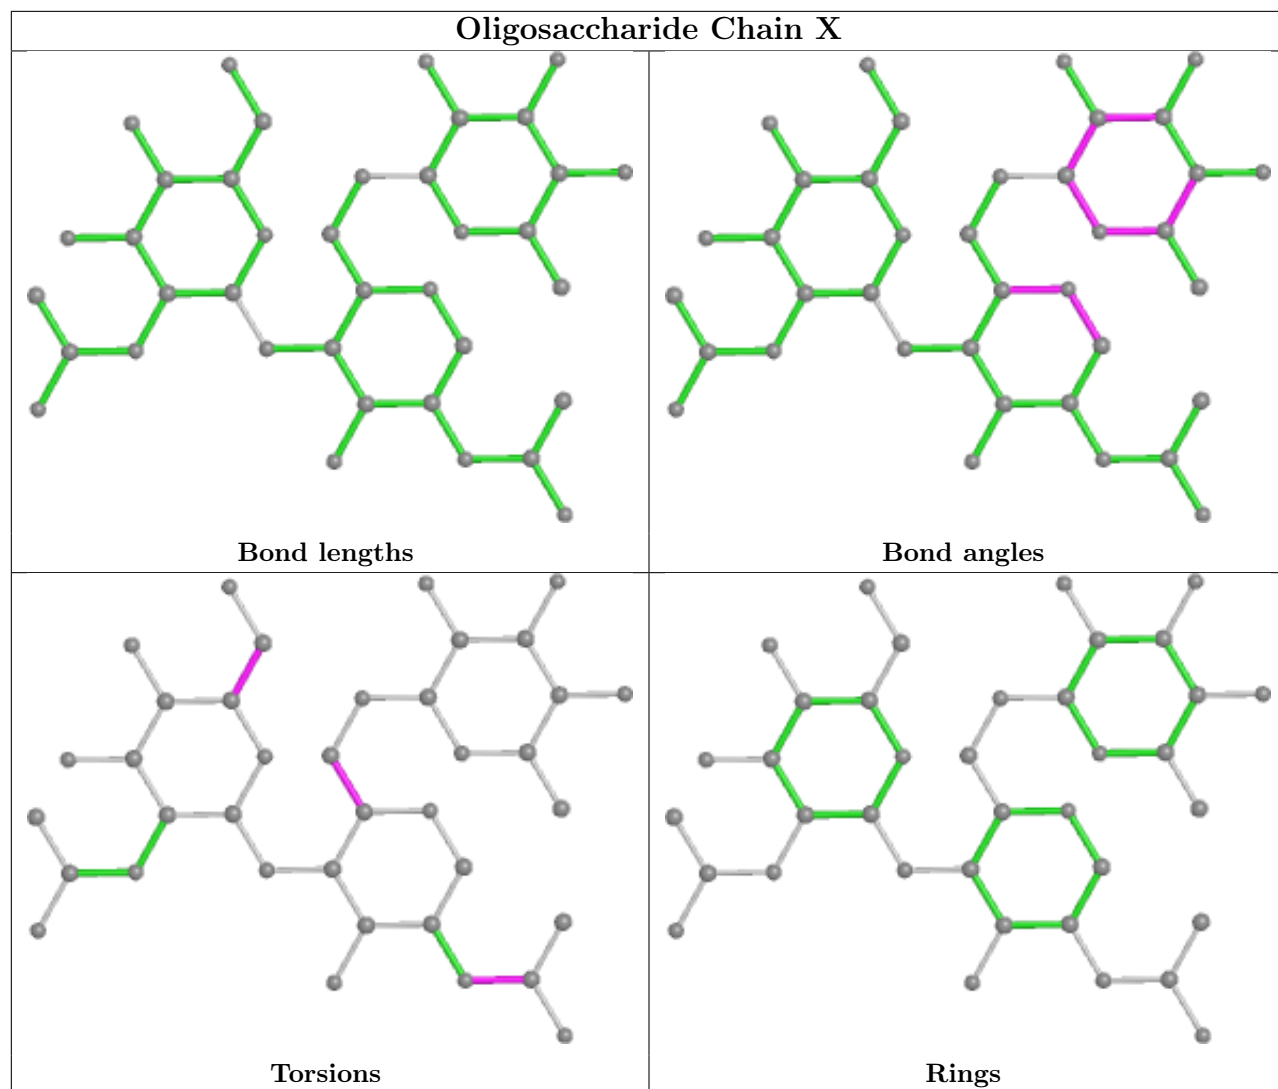 Oligosaccharide Chain X
Bond lengths
Bond angles
Torsions
Rings